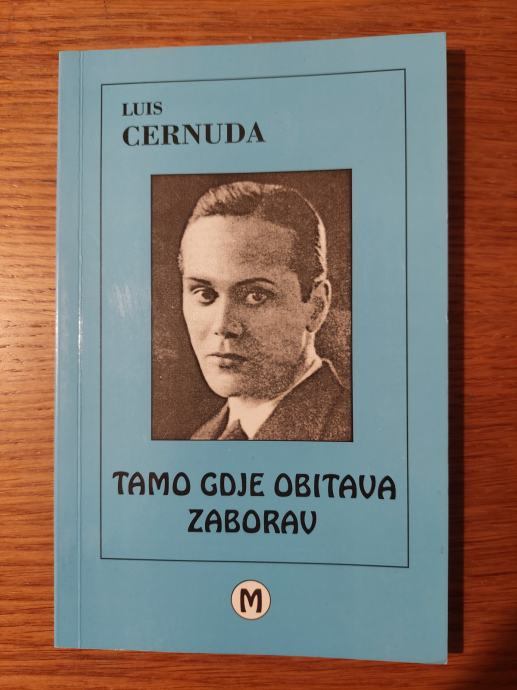 LUIS
CERNUDA
TAMO GDJE OBITAVA
ZABORAV
M